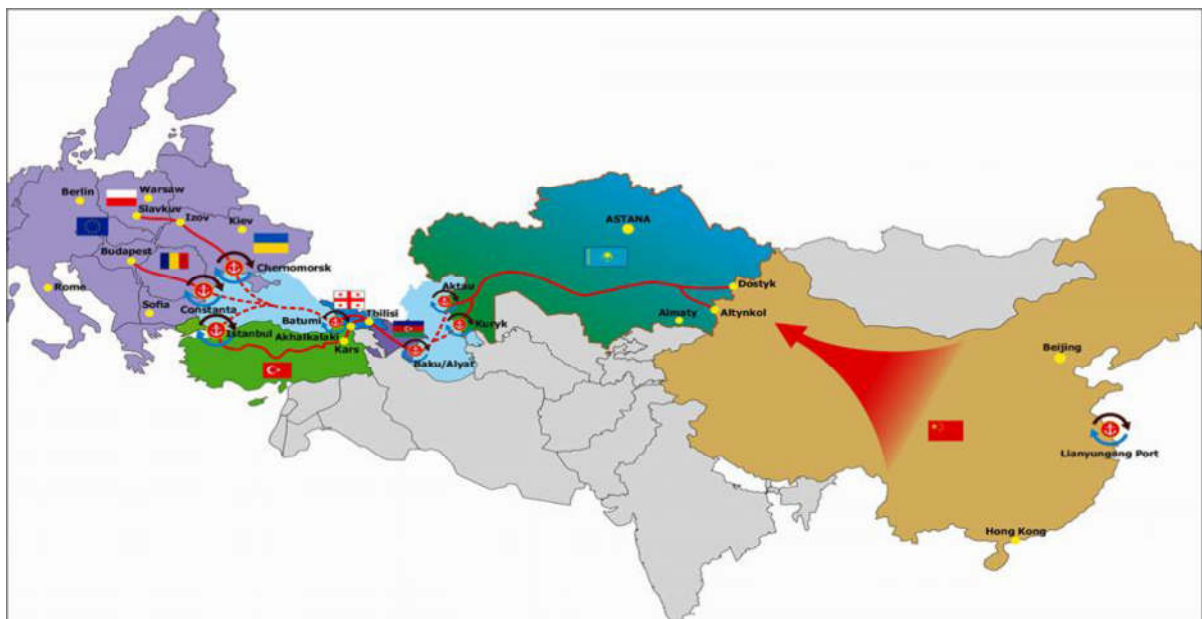 Berlin
Warsaw
Slavkuv
Izov
Kiev
ASTANA
Budapest
Chernomorsk
Rome
Sofia
Constanta
Istanbul
Batumi
Tbilisi
Akhalkalaki
Kars
Aktau
Kuryk
Baku/Alyat
Dostyk
Almaty
Altynkol
Beijing
Lianyungang Port
Hong Kong